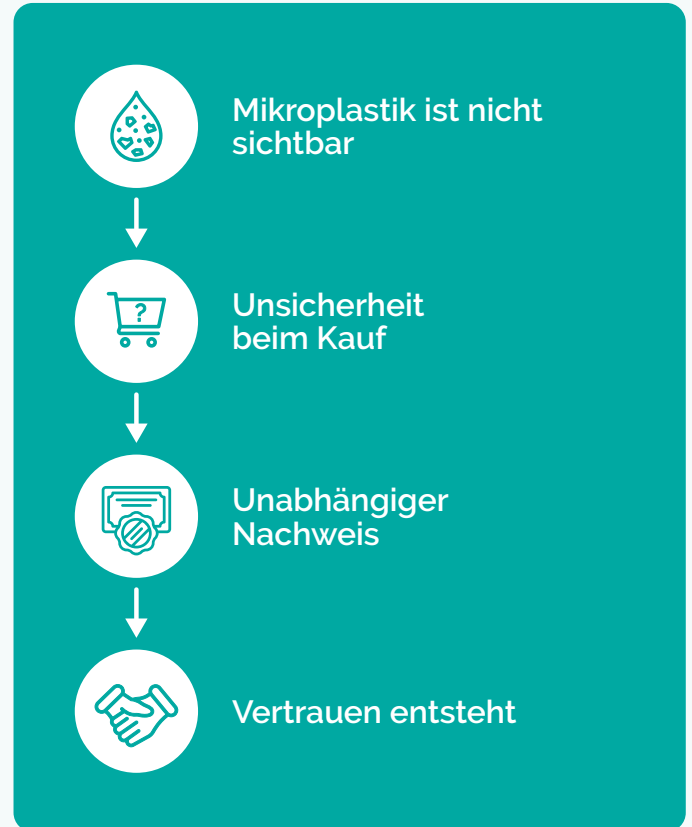 Mikroplastik ist nicht
sichtbar
?
Unsicherheit
beim Kauf
Unabhängiger
Nachweis
Vertrauen entsteht